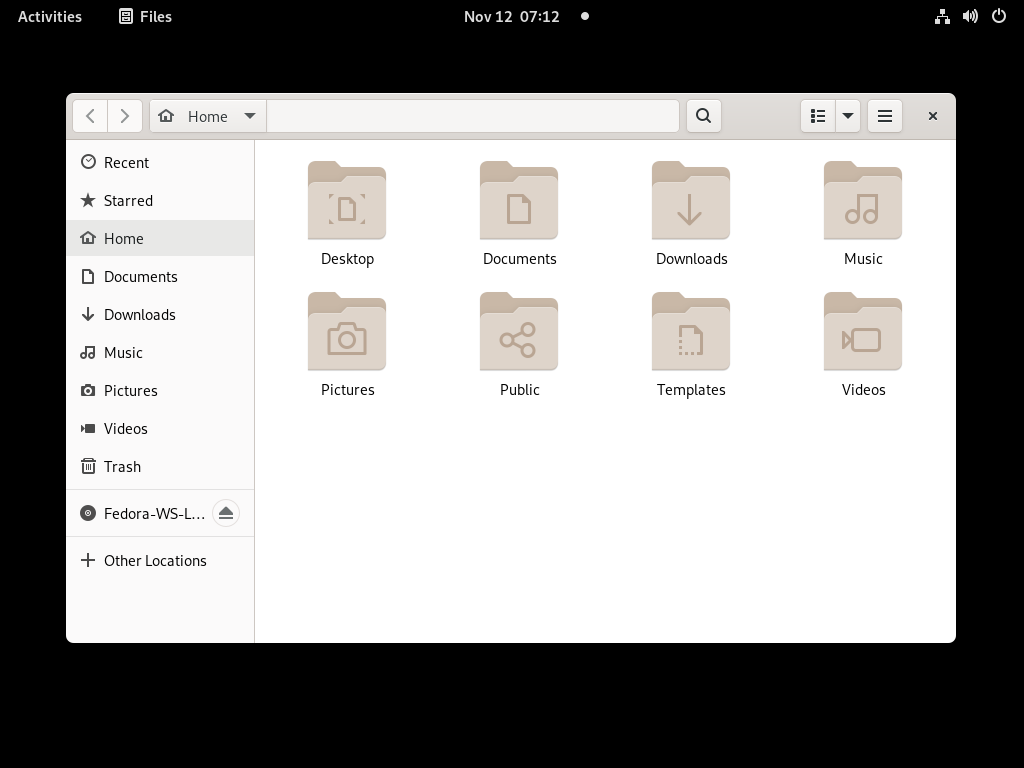 Activities Files Nov 12 07:12
Home
Recent
Starred
Home
Documents
Downloads
Music
Pictures
Videos
Trash
Fedora-WS-L…
Other Locations
Desktop Documents Downloads Music
Pictures Public Templates Videos